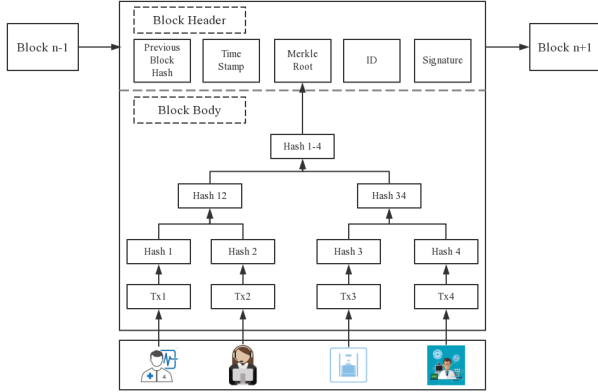 Block Header
Block n-1
Block n+1
Previous
Block
Hash
Time
Stamp
Merkle
Root
ID
Signature
Block Body
Hash 1-4
Hash 12
Hash 34
Hash 1
Hash 2
Hash 3
Hash 4
Tx1
Tx2
Tx3
Tx4